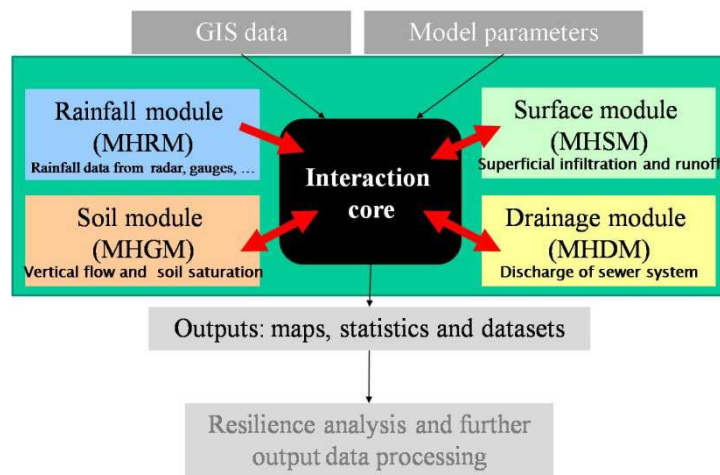 GIS data
Model parameters
Rainfall module
(MHRM)
Rainfall data from radar, gauges, ...
Surface module
(MHSM)
Superficial infiltration and runoff
Interaction
core
Soil module
(MHGM)
Vertical flow and soil saturation
Drainage module
(MHDM)
Discharge of sewer system
Outputs: maps, statistics and datasets
Resilience analysis and further
output data processing